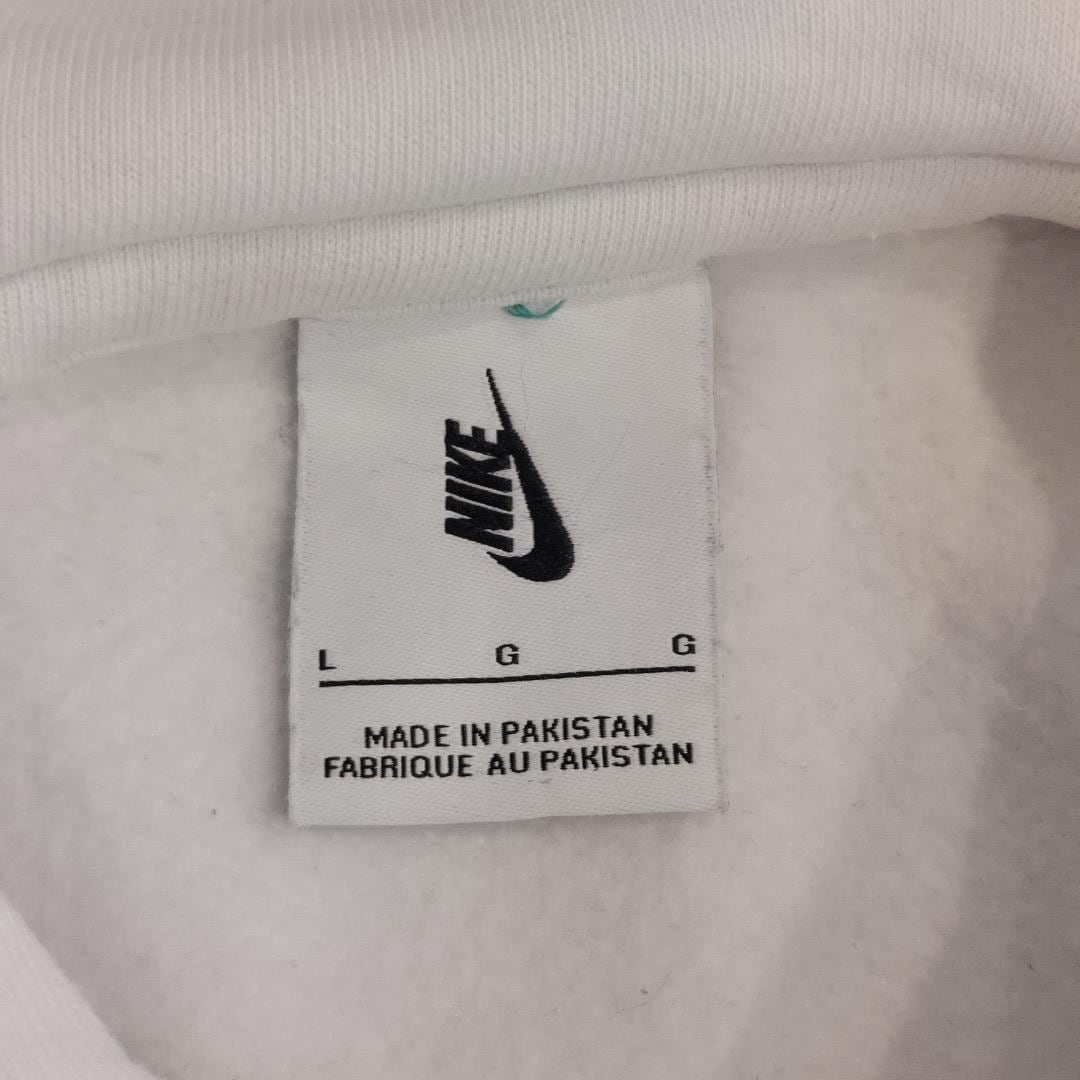 NIKE
L G G
MADE IN PAKISTAN
FABRIQUE AU PAKISTAN